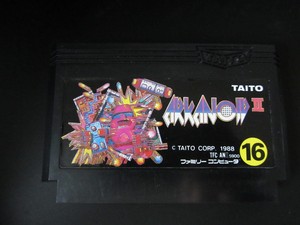 TAITO
ARKANOID II
© TAITO CORP. 1988
TFC AN 5900
ファミリー コンピュータ
16